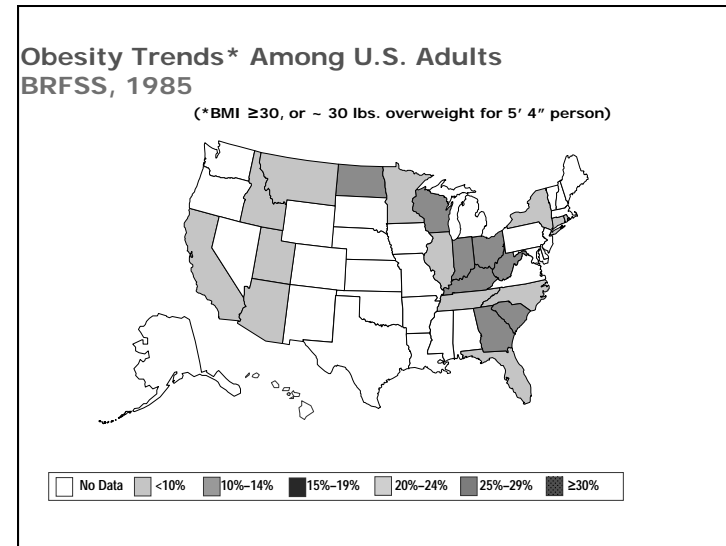 Obesity Trends* Among U.S. Adults
BRFSS, 1985
(*BMI ≥30, or ~ 30 lbs. overweight for 5’ 4” person)
No Data <10% 10%–14% 15%–19% 20%–24% 25%–29% ≥30%